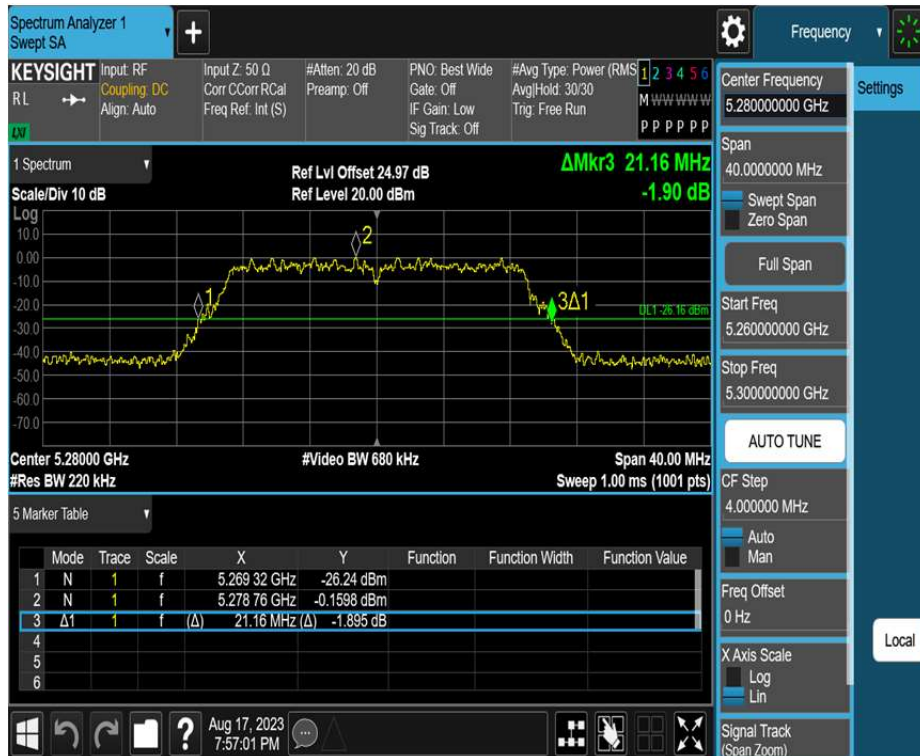 Spectrum Analyzer 1
Swept SA
+
Frequency
KEYSIGHT
R L
LXI
Input: RF
Coupling: DC
Align: Auto
Input Z: 50 Ω
Corr CCorr RCal
Freq Ref: Int (S)
#Atten: 20 dB
Preamp: Off
PNO: Best Wide
Gate: Off
IF Gain: Low
Sig Track: Off
#Avg Type: Power (RMS
Avg|Hold: 30/30
Trig: Free Run
1 2 3 4 5 6
M W W W W W
P P P P P P
1 Spectrum
Scale/Div 10 dB
Ref Lvl Offset 24.97 dB
Ref Level 20.00 dBm
ΔMkr3 21.16 MHz
-1.90 dB
Log
10.0
0.00
-10.0
-20.0
-30.0
-40.0
-50.0
-60.0
-70.0
1
2
3Δ1
DL1 -26.16 dBm
Center 5.28000 GHz
#Video BW 680 kHz
Span 40.00 MHz
#Res BW 220 kHz
Sweep 1.00 ms (1001 pts)
5 Marker Table
Mode Trace Scale X Y Function Function Width Function Value
1 N 1 f 5.269 32 GHz -26.24 dBm
2 N 1 f 5.278 76 GHz -0.1598 dBm
3 Δ1 1 f (Δ) 21.16 MHz (Δ) -1.895 dB
4
5
6
Aug 17, 2023
7:57:01 PM
?
Center Frequency
5.280000000 GHz
Span
40.0000000 MHz
Swept Span
Zero Span
Full Span
Start Freq
5.260000000 GHz
Stop Freq
5.300000000 GHz
AUTO TUNE
CF Step
4.000000 MHz
Auto
Man
Freq Offset
0 Hz
X Axis Scale
Log
Lin
Signal Track
(Span Zoom)
Settings
Local